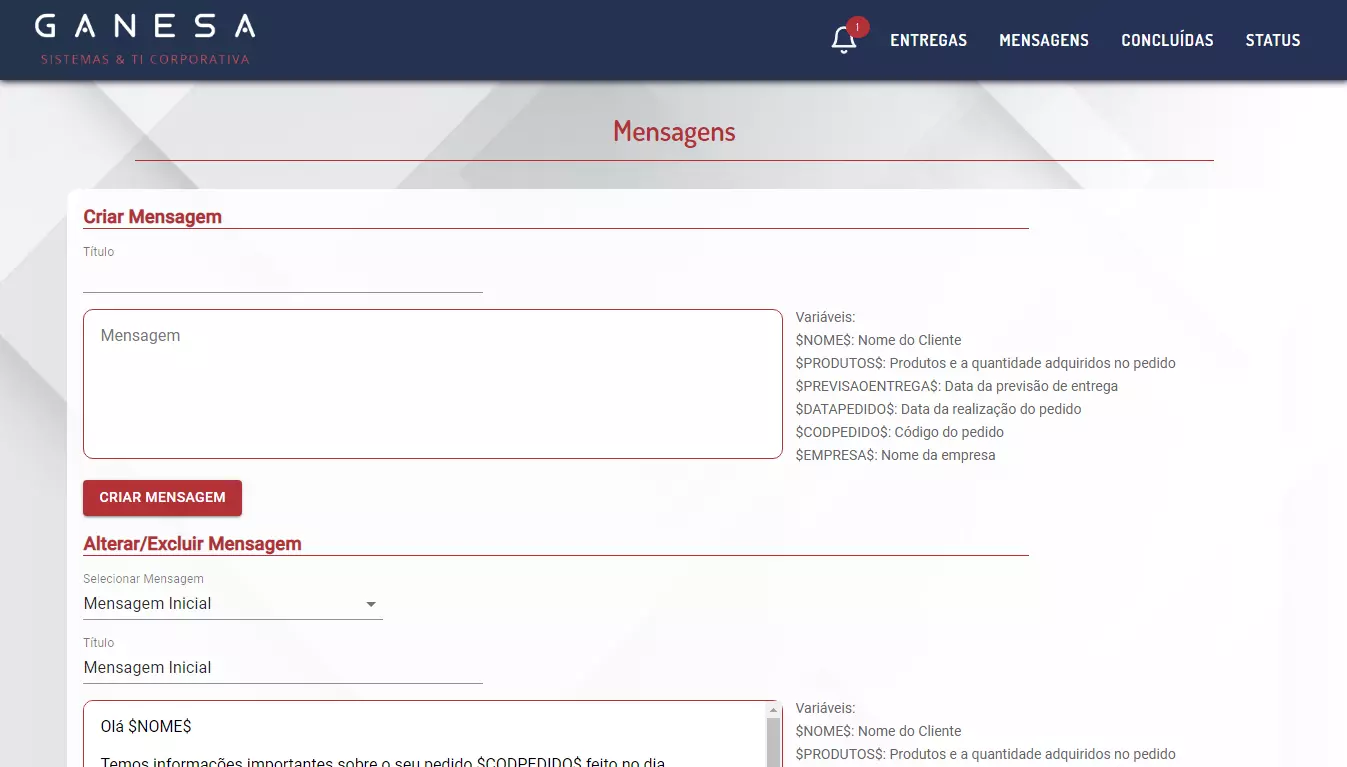 GANESA
SISTEMAS & TI CORPORATIVA
1
ENTREGAS
MENSAGENS
CONCLUÍDAS
STATUS
Mensagens
Criar Mensagem
Título
Mensagem
Variáveis:
$NOME$: Nome do Cliente
$PRODUTOS$: Produtos e a quantidade adquiridos no pedido
$PREVISAOENTREGA$: Data da previsão de entrega
$DATAPEDIDO$: Data da realização do pedido
$CODPEDIDO$: Código do pedido
$EMPRESA$: Nome da empresa
CRIAR MENSAGEM
Alterar/Excluir Mensagem
Selecionar Mensagem
Mensagem Inicial
Título
Mensagem Inicial
Olá $NOME$
Temos informações importantes sobre o seu pedido $CODPEDIDO$ feito no dia
Variáveis:
$NOME$: Nome do Cliente
$PRODUTOS$: Produtos e a quantidade adquiridos no pedido